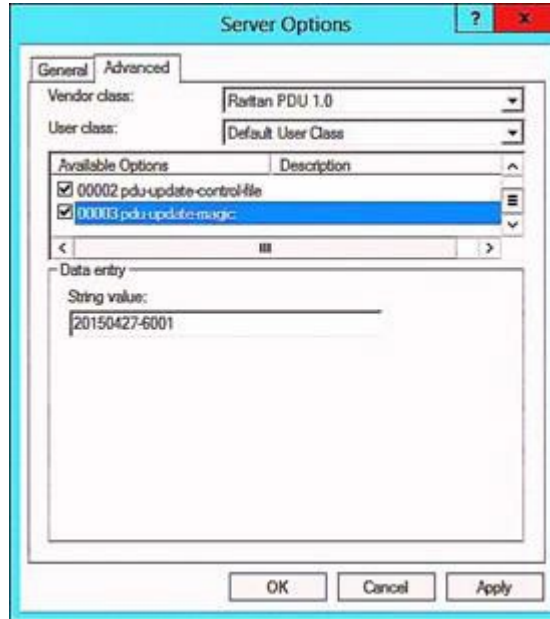 Server Options
?
x
General
Advanced
Vendor class:
Raritan PDU 1.0
User class:
Default User Class
Available Options
Description
00002 pdu-update-control-file
00003 pdu-update-magic
Data entry
String value:
20150427-6001
OK
Cancel
Apply